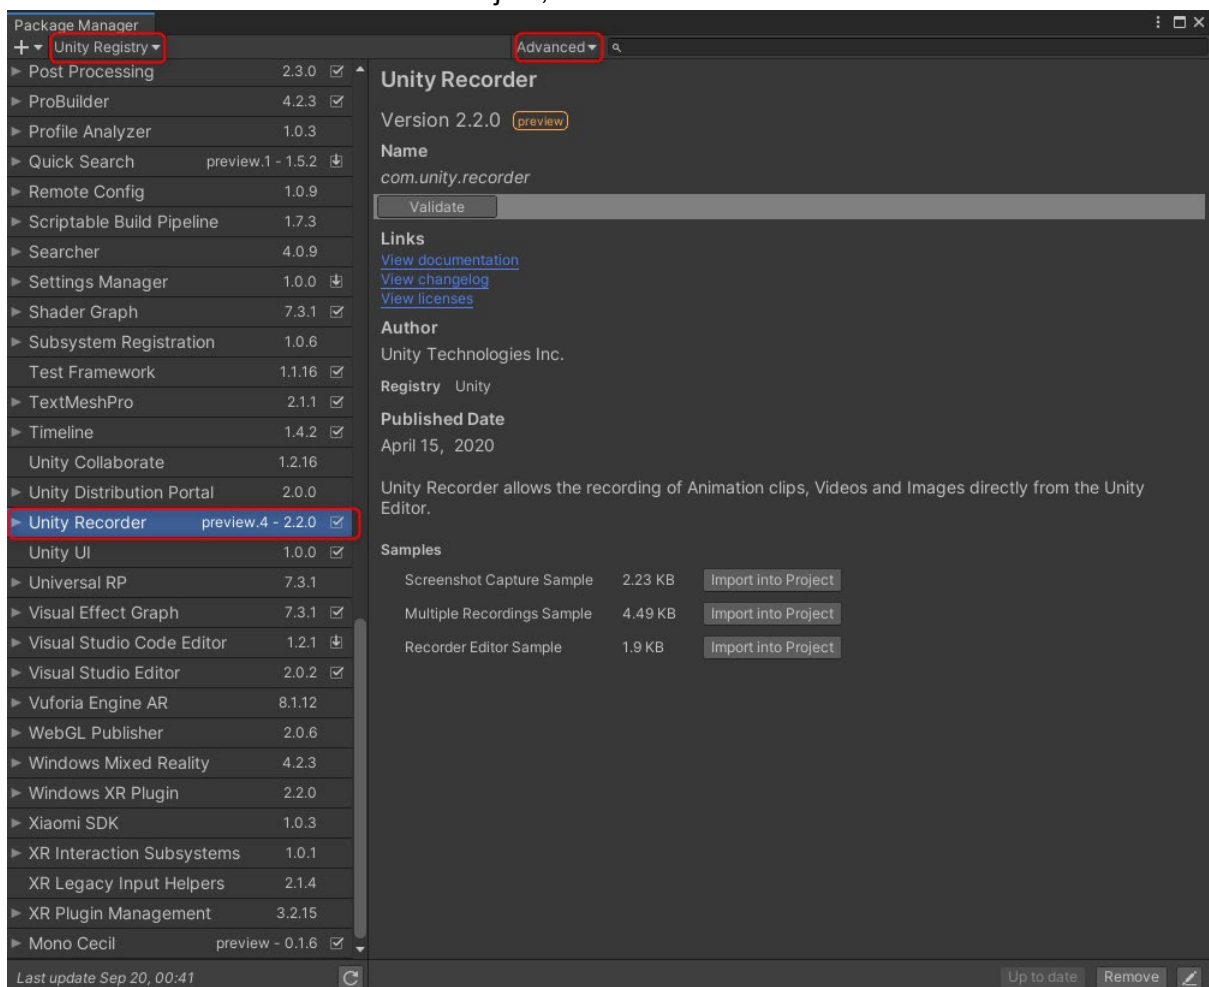 Package Manager
Unity Registry
Advanced
Post Processing 2.3.0
ProBuilder 4.2.3
Profile Analyzer 1.0.3
Quick Search preview.1 - 1.5.2
Remote Config 1.0.9
Scriptable Build Pipeline 1.7.3
Searcher 4.0.9
Settings Manager 1.0.0
Shader Graph 7.3.1
Subsystem Registration 1.0.6
Test Framework 1.1.16
TextMeshPro 2.1.1
Timeline 1.4.2
Unity Collaborate 1.2.16
Unity Distribution Portal 2.0.0
Unity Recorder preview.4 - 2.2.0
Unity UI 1.0.0
Universal RP 7.3.1
Visual Effect Graph 7.3.1
Visual Studio Code Editor 1.2.1
Visual Studio Editor 2.0.2
Vuforia Engine AR 8.1.12
WebGL Publisher 2.0.6
Windows Mixed Reality 4.2.3
Windows XR Plugin 2.2.0
Xiaomi SDK 1.0.3
XR Interaction Subsystems 1.0.1
XR Legacy Input Helpers 2.1.4
XR Plugin Management 3.2.15
Mono Cecil preview - 0.1.6
Last update Sep 20, 00:41
Unity Recorder
Version 2.2.0 preview
Name
com.unity.recorder
Validate
Links
View documentation
View changelog
View licenses
Author
Unity Technologies Inc.
Registry Unity
Published Date
April 15, 2020
Unity Recorder allows the recording of Animation clips, Videos and Images directly from the Unity
Editor.
Samples
Screenshot Capture Sample 2.23 KB Import into Project
Multiple Recordings Sample 4.49 KB Import into Project
Recorder Editor Sample 1.9 KB Import into Project
Up to date Remove